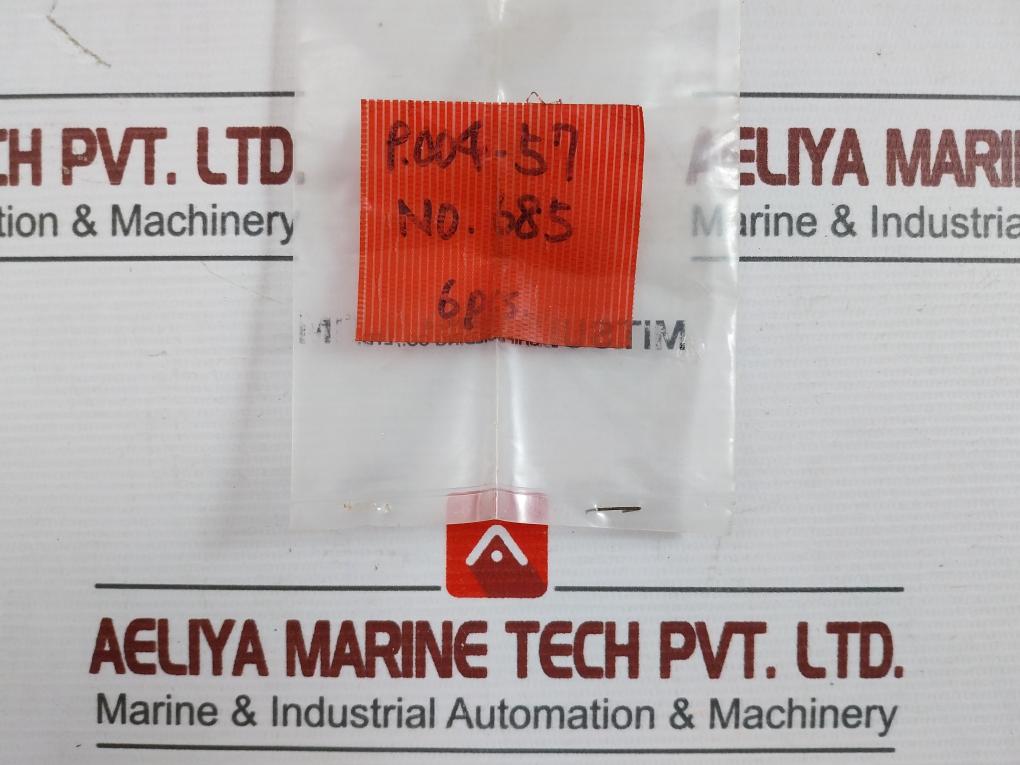 CH PVT. LTD.
tion & Machinery
AELIYA MARIN
Marine & Industria
P.004-57
NO. 685
6pcs.
AELIYA MARINE TECH PVT. LTD.
Marine & Industrial Automation & Machinery